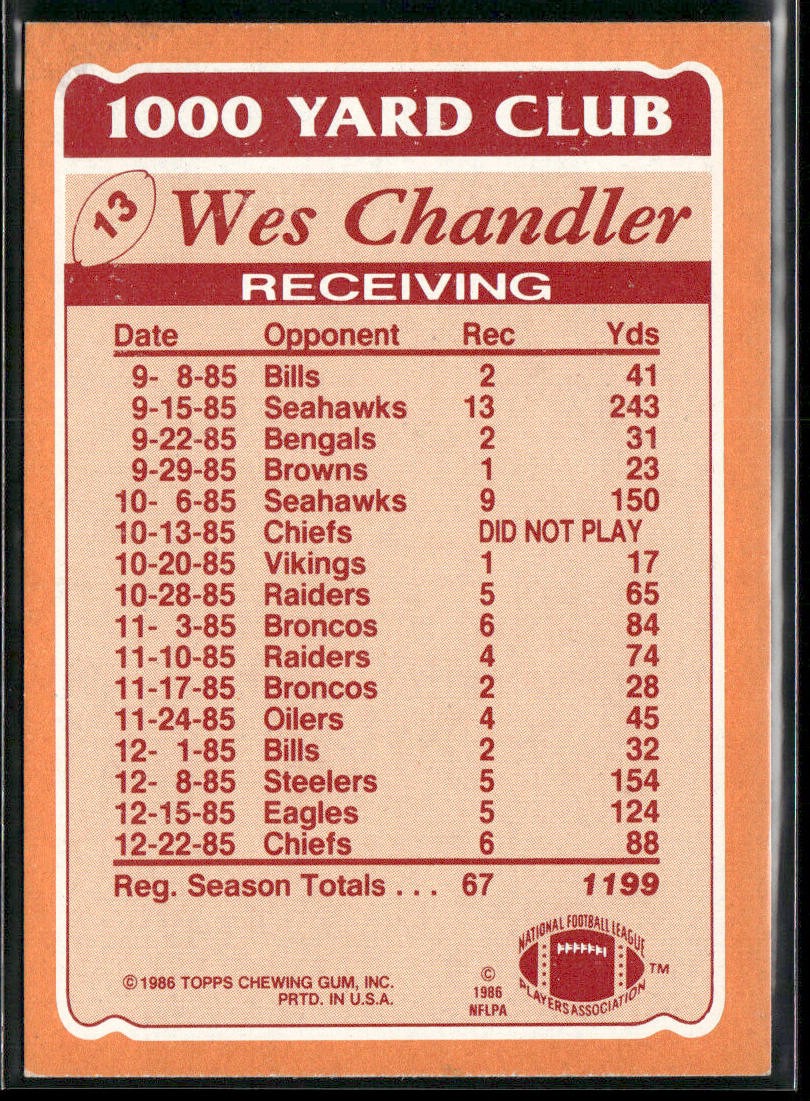 1000 YARD CLUB
13 Wes Chandler
RECEIVING
Date Opponent Rec Yds
9- 8-85 Bills 2 41
9-15-85 Seahawks 13 243
9-22-85 Bengals 2 31
9-29-85 Browns 1 23
10- 6-85 Seahawks 9 150
10-13-85 Chiefs DID NOT PLAY
10-20-85 Vikings 1 17
10-28-85 Raiders 5 65
11- 3-85 Broncos 6 84
11-10-85 Raiders 4 74
11-17-85 Broncos 2 28
11-24-85 Oilers 4 45
12- 1-85 Bills 2 32
12- 8-85 Steelers 5 154
12-15-85 Eagles 5 124
12-22-85 Chiefs 6 88
Reg. Season Totals . . . 67 1199
©1986 TOPPS CHEWING GUM, INC.
PRTD. IN U.S.A.
©
1986
NFLPA
NATIONAL FOOTBALL LEAGUE
PLAYERS ASSOCIATION
TM